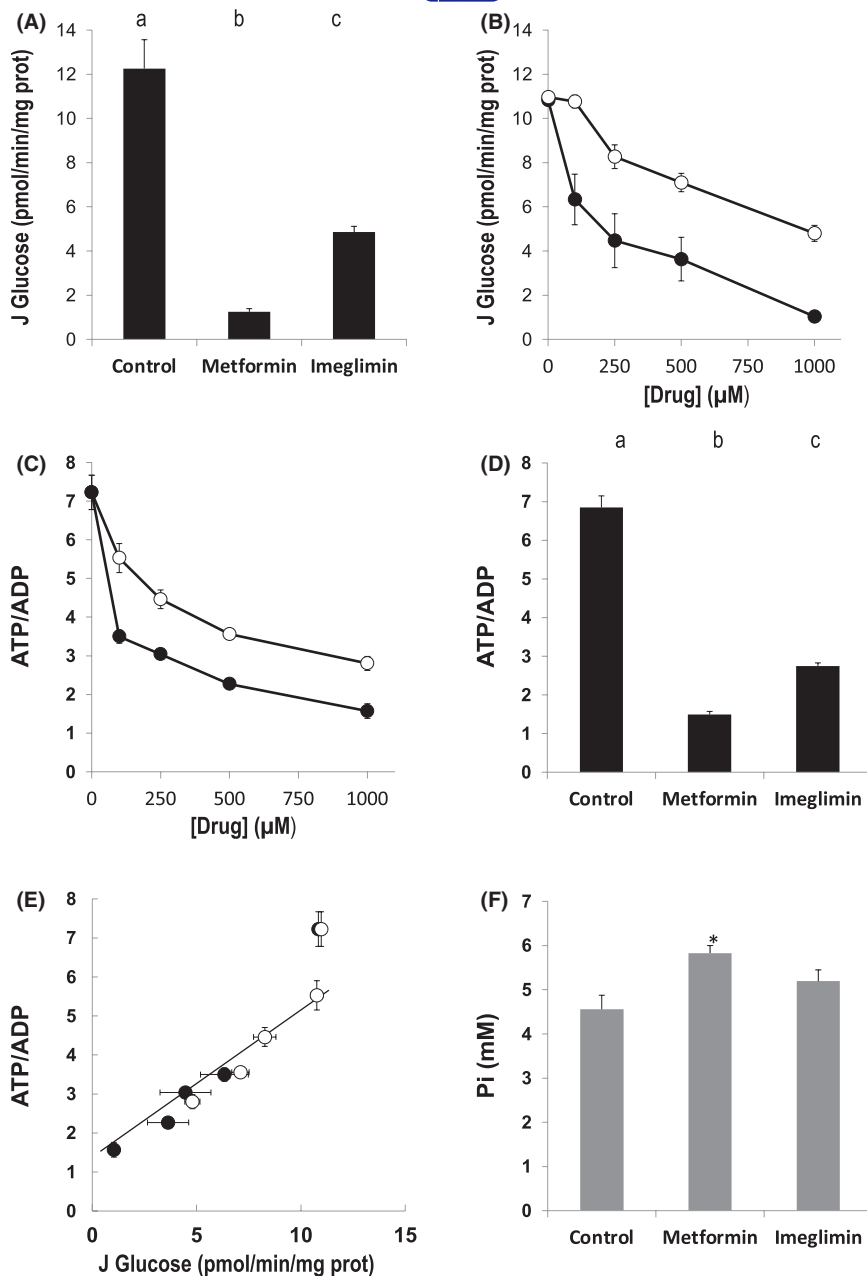 (A)
a b c
J Glucose (pmol/min/mg prot)
14
12
10
8
6
4
2
0
Control Metformin Imeglimin
(B)
J Glucose (pmol/min/mg prot)
14
12
10
8
6
4
2
0
0 250 500 750 1000
[Drug] (µM)
(C)
ATP/ADP
8
7
6
5
4
3
2
1
0
0 250 500 750 1000
[Drug] (µM)
(D)
a b c
ATP/ADP
8
7
6
5
4
3
2
1
0
Control Metformin Imeglimin
(E)
ATP/ADP
8
7
6
5
4
3
2
1
0
0 5 10 15
J Glucose (pmol/min/mg prot)
(F)
Pi (mM)
7
6
5
4
3
2
1
0
*
Control Metformin Imeglimin